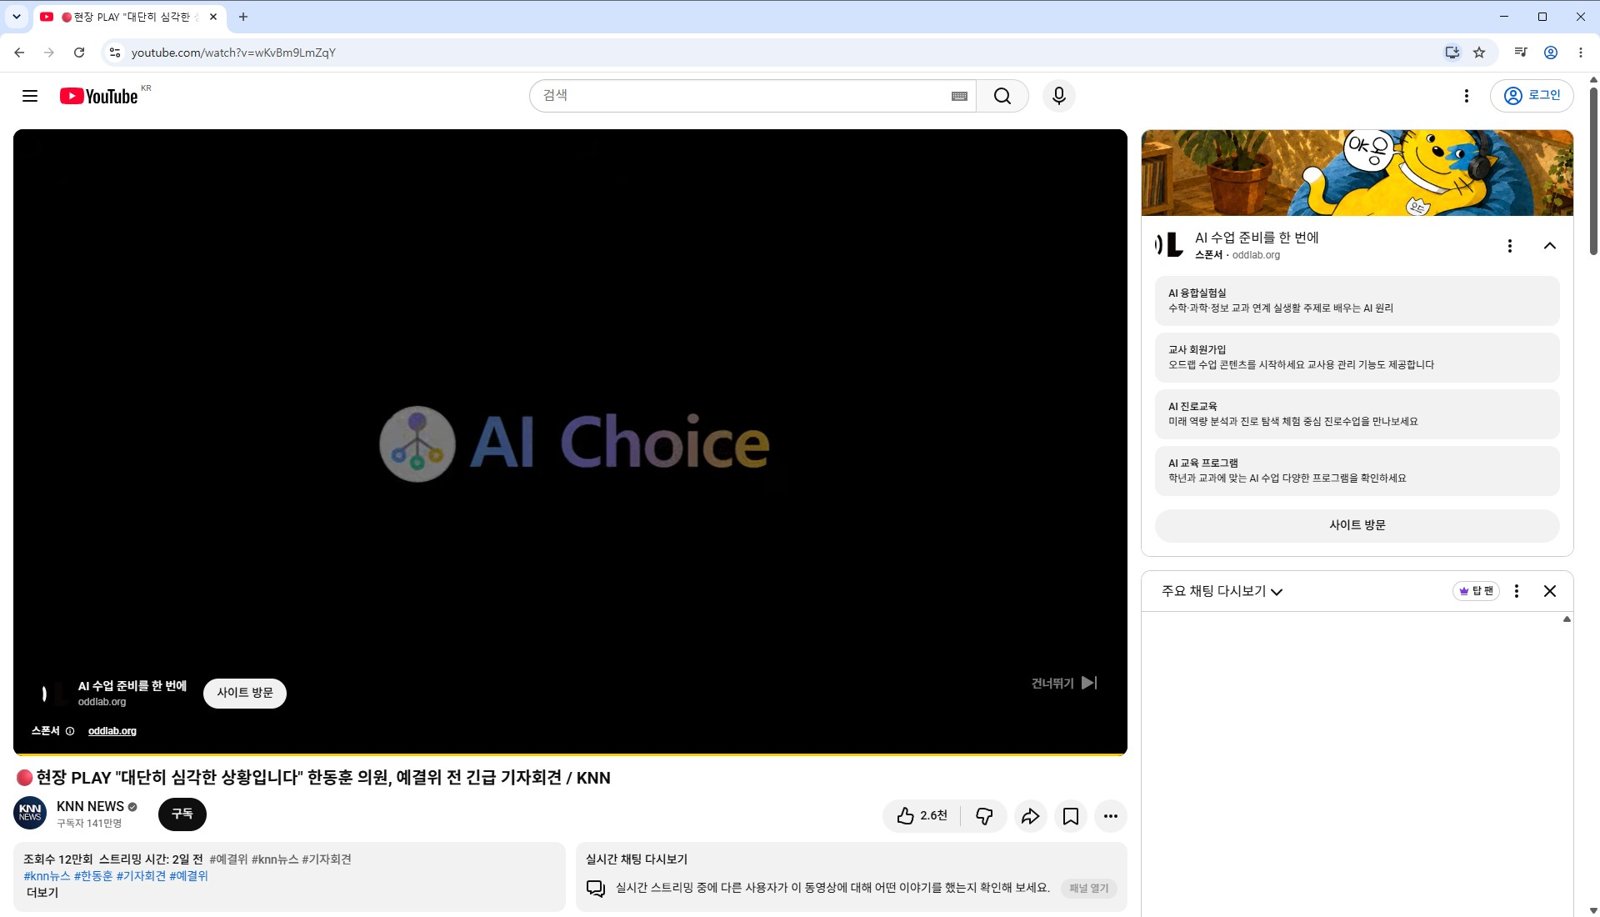 🔴현장 PLAY "대단히 심각한
youtube.com/watch?v=wKvBm9LmZqY
YouTube KR
검색
로그인
야옹
오드
AI 수업 준비를 한 번에
스폰서 · oddlab.org
AI 융합실험실
수학·과학·정보 교과 연계 실생활 주제로 배우는 AI 원리
교사 회원가입
오드랩 수업 콘텐츠를 시작하세요 교사용 관리 기능도 제공합니다
AI 진로교육
미래 역량 분석과 진로 탐색 체험 중심 진로수업을 만나보세요
AI 교육 프로그램
학년과 교과에 맞는 AI 수업 다양한 프로그램을 확인하세요
사이트 방문
AI Choice
AI 수업 준비를 한 번에
oddlab.org
사이트 방문
건너뛰기
스폰서
oddlab.org
주요 채팅 다시보기
탑 팬
🔴현장 PLAY "대단히 심각한 상황입니다" 한동훈 의원, 예결위 전 긴급 기자회견 / KNN
KNN NEWS
KNN NEWS
구독자 141만명
구독
2.6천
조회수 12만회 스트리밍 시간: 2일 전 #예결위 #knn뉴스 #기자회견
#knn뉴스 #한동훈 #기자회견 #예결위
더보기
실시간 채팅 다시보기
실시간 스트리밍 중에 다른 사용자가 이 동영상에 대해 어떤 이야기를 했는지 확인해 보세요.
패널 열기